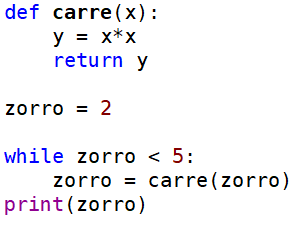 def carre(x):
    y = x*x
    return y

zorro = 2

while zorro < 5:
    zorro = carre(zorro)
print(zorro)